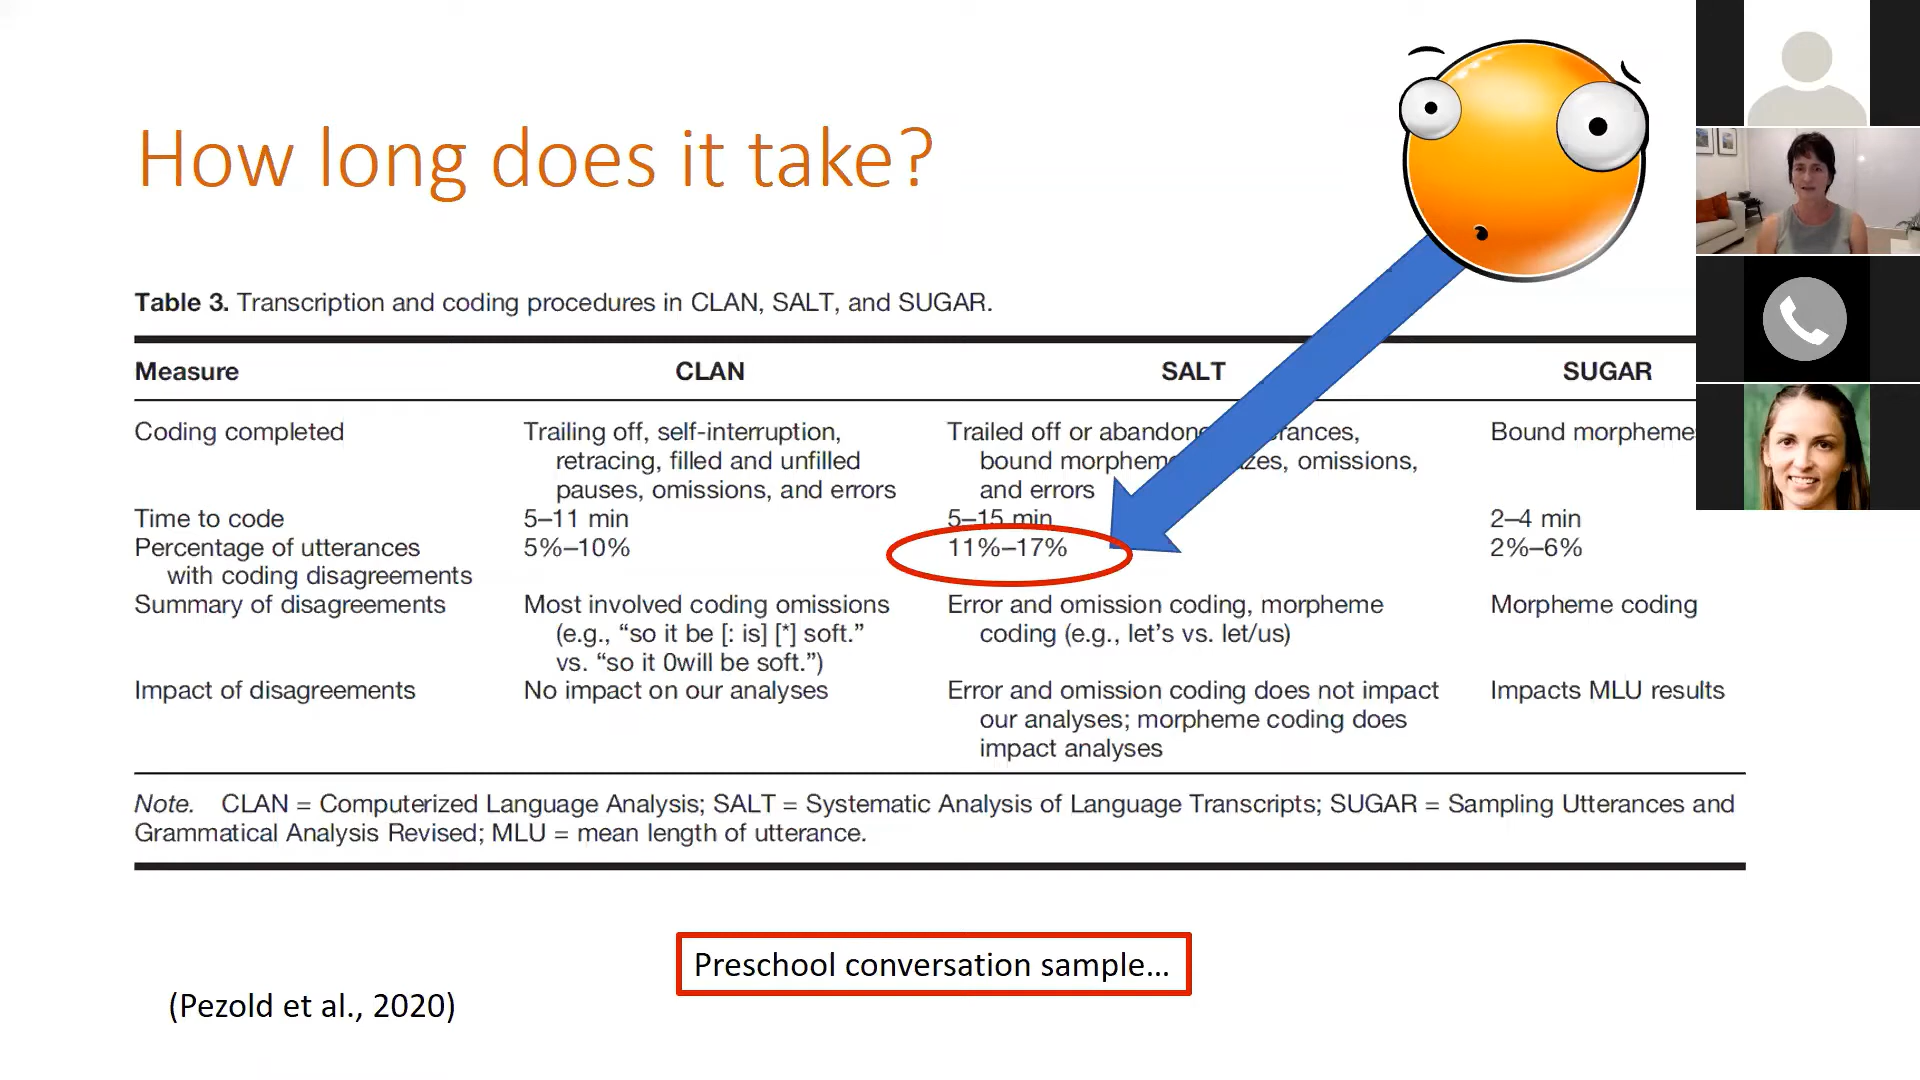 How long does it take?
Table 3. Transcription and coding procedures in CLAN, SALT, and SUGAR.
Measure CLAN SALT SUGAR
Coding completed Trailing off, self-interruption, Trailed off or Bound
retracing, filled and unfilled bound omissions,
pauses, omissions, and errors and errors
Time to code 5–11 min 5–15 min 2–4 min
Percentage of utterances 5%–10% 11%–17% 2%–6%
with coding disagreements
Summary of disagreements Most involved coding omissions Error and omission coding, morpheme Morpheme coding
(e.g., “so it be [: is] [*] soft.” coding (e.g., let’s vs. let/us)
vs. “so it 0will be soft.”)
Impact of disagreements No impact on our analyses Error and omission coding does not impact Impacts MLU results
our analyses; morpheme coding does
impact analyses
Note. CLAN = Computerized Language Analysis; SALT = Systematic Analysis of Language Transcripts; SUGAR = Sampling Utterances and
Grammatical Analysis Revised; MLU = mean length of utterance.
Preschool conversation sample...
(Pezold et al., 2020)